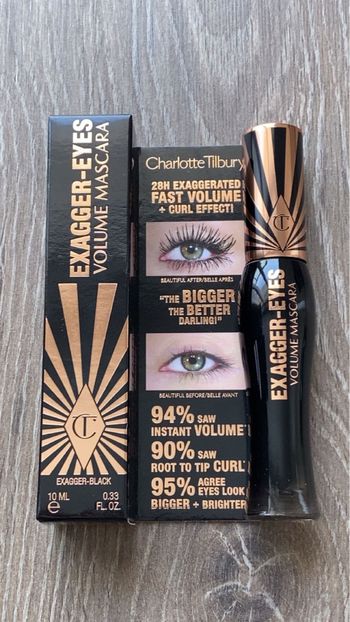 EXAGGER-EYES
VOLUME MASCARA
CT
EXAGGER-BLACK
10 ML
0.33
FL. OZ.
Charlotte Tilbury
28H EXAGGERATED
FAST VOLUME
+ CURL EFFECT!
BEAUTIFUL AFTER/BELLE APRÈS
"THE BIGGER
THE BETTER
DARLING!"
BEAUTIFUL BEFORE/BELLE AVANT
94% SAW
INSTANT VOLUME
90% SAW
ROOT TO TIP CURL
95% AGREE
EYES LOOK
BIGGER + BRIGHTER
CT
EXAGGER-EYES
VOLUME MASCARA